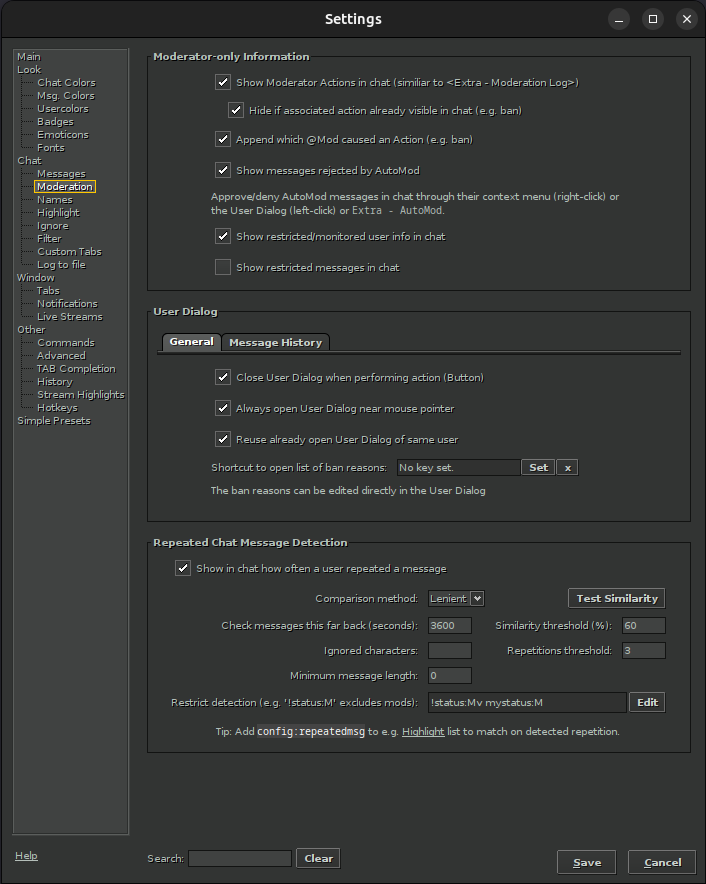 Settings
Main
Look
Chat Colors
Msg. Colors
Usercolors
Badges
Emoticons
Fonts
Chat
Messages
Moderation
Names
Highlight
Ignore
Filter
Custom Tabs
Log to file
Window
Tabs
Notifications
Live Streams
Other
Commands
Advanced
TAB Completion
History
Stream Highlights
Hotkeys
Simple Presets
Help
Moderator-only Information
Show Moderator Actions in chat (similiar to <Extra - Moderation Log>)
Hide if associated action already visible in chat (e.g. ban)
Append which @Mod caused an Action (e.g. ban)
Show messages rejected by AutoMod
Approve/deny AutoMod messages in chat through their context menu (right-click) or
the User Dialog (left-click) or Extra - AutoMod.
Show restricted/monitored user info in chat
Show restricted messages in chat
User Dialog
General Message History
Close User Dialog when performing action (Button)
Always open User Dialog near mouse pointer
Reuse already open User Dialog of same user
Shortcut to open list of ban reasons: No key set. Set x
The ban reasons can be edited directly in the User Dialog
Repeated Chat Message Detection
Show in chat how often a user repeated a message
Comparison method: Lenient Test Similarity
Check messages this far back (seconds): 3600 Similarity threshold (%): 60
Ignored characters: Repetitions threshold: 3
Minimum message length: 0
Restrict detection (e.g. '!status:M' excludes mods): !status:Mv mystatus:M Edit
Tip: Add config:repeatedmsg to e.g. Highlight list to match on detected repetition.
Search: Clear
Save Cancel